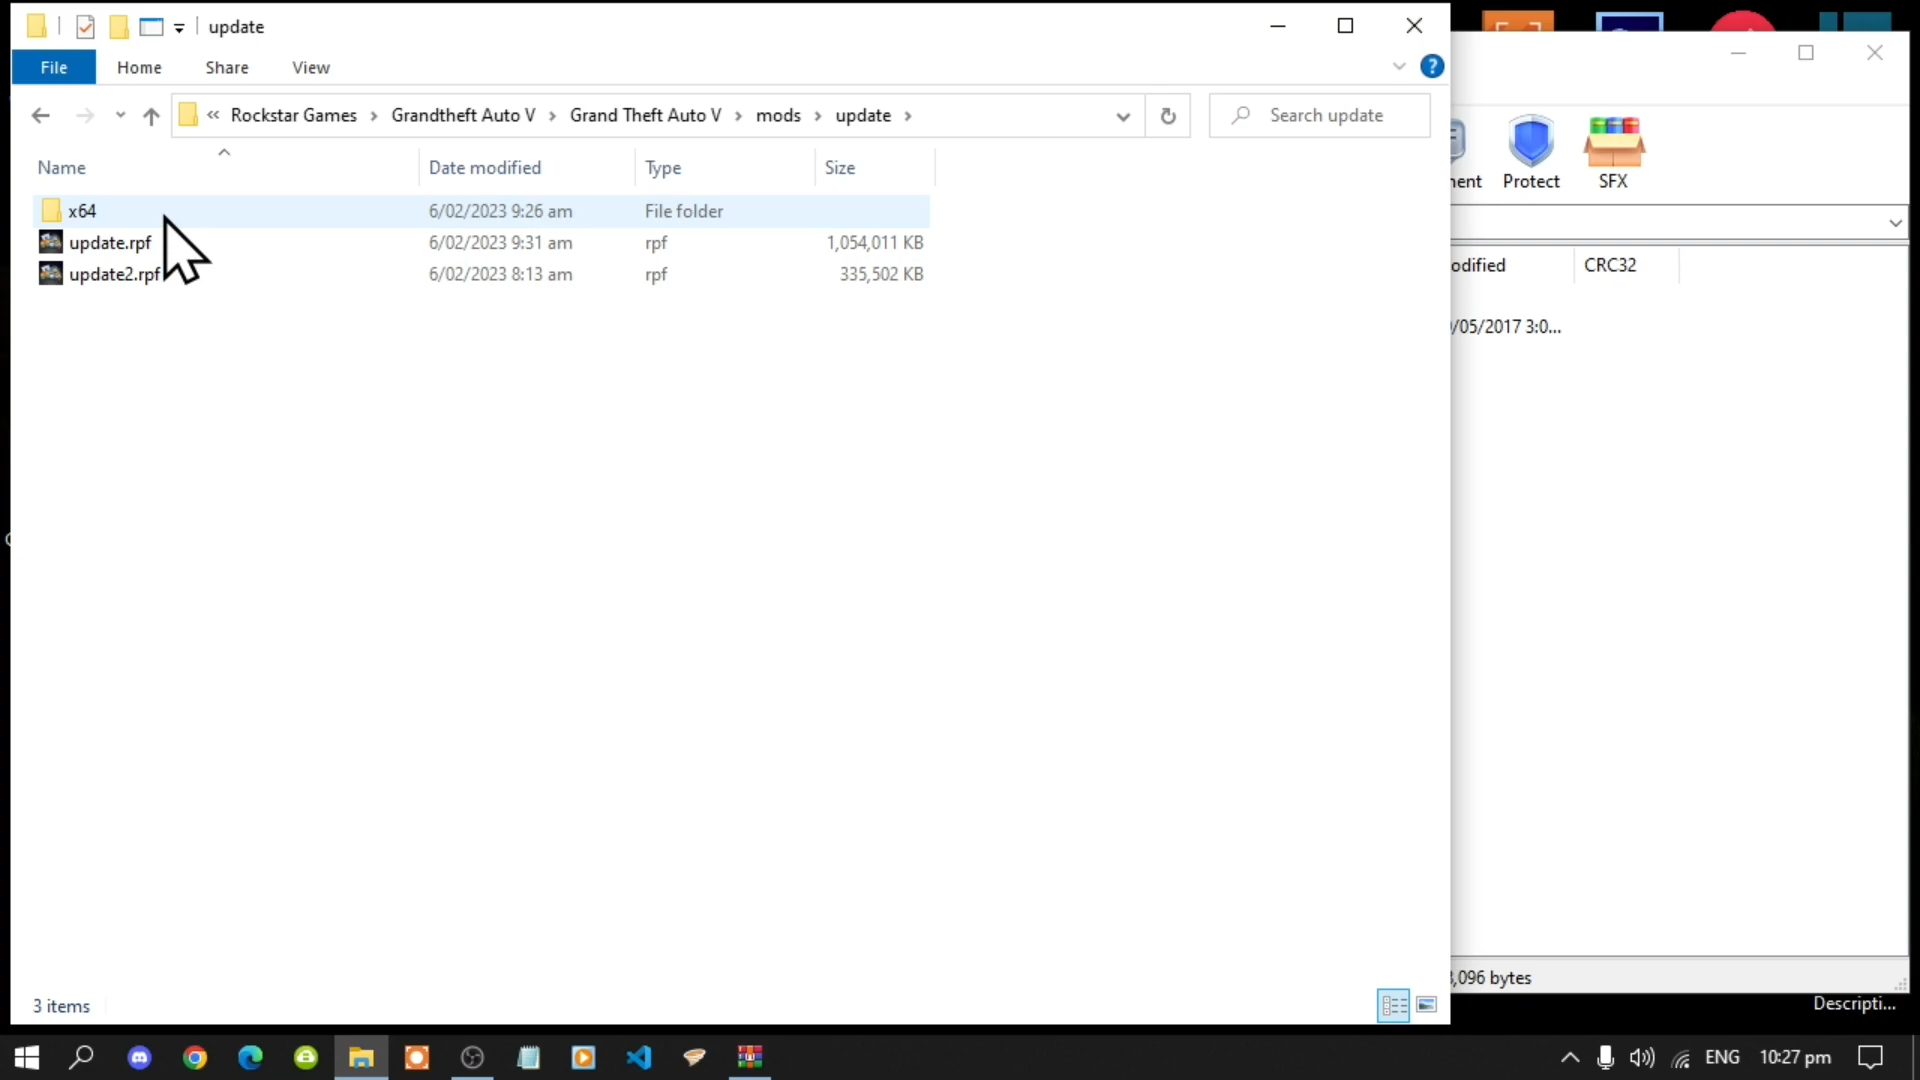 update
File Home Share View
« Rockstar Games > Grandtheft Auto V > Grand Theft Auto V > mods > update >
Search update
Name Date modified Type Size
x64 6/02/2023 9:26 am File folder
update.rpf 6/02/2023 9:31 am rpf 1,054,011 KB
update2.rpf 6/02/2023 8:13 am rpf 335,502 KB
3 items
Protect SFX
odified CRC32
/05/2017 3:0...
,096 bytes
Descripti...
ENG 10:27 pm